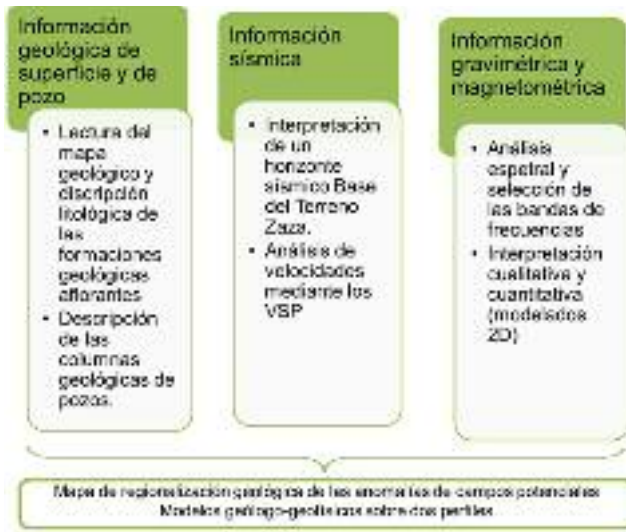 Información
geológica de
superficie y de
pozo
• Lectura del
mapa
geológico y
discripción
litológica de
las
formaciones
geológicas
aflorantes
• Descripción
de las
columnas
geológicas de
pozos.
Información
sísmica
• Interpretación
de un
horizonte
sísmico Base
del Terreno
Zaza.
• Análisis de
velocidades
mediante los
VSP
Información
gravimétrica y
magnetométrica
• Análisis
espetral y
selección de
las bandas de
frecuencias
• Interpretación
cualitativa y
cuantitativa
(modelados
2D)
Mapa de regionalización geológica de las anomalías de campos potenciales
Modelos geólogo-geofísicos sobre dos perfiles